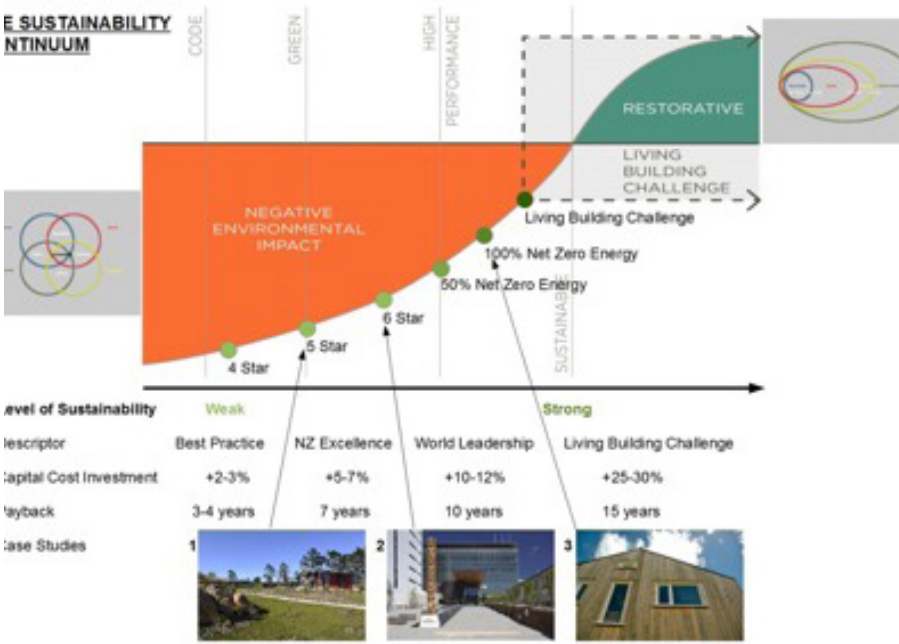 E SUSTAINABILITY
NTINUUM
CODE
GREEN
HIGH
PERFORMANCE
RESTORATIVE
LIVING
BUILDING
CHALLENGE
NEGATIVE
ENVIRONMENTAL
IMPACT
Living Building Challenge
100% Net Zero Energy
50% Net Zero Energy
6 Star
5 Star
4 Star
SUSTAINABLE
evel of Sustainability Weak Strong
escriptor Best Practice NZ Excellence World Leadership Living Building Challenge
apital Cost Investment +2-3% +5-7% +10-12% +25-30%
ayback 3-4 years 7 years 10 years 15 years
ase Studies 1 2 3